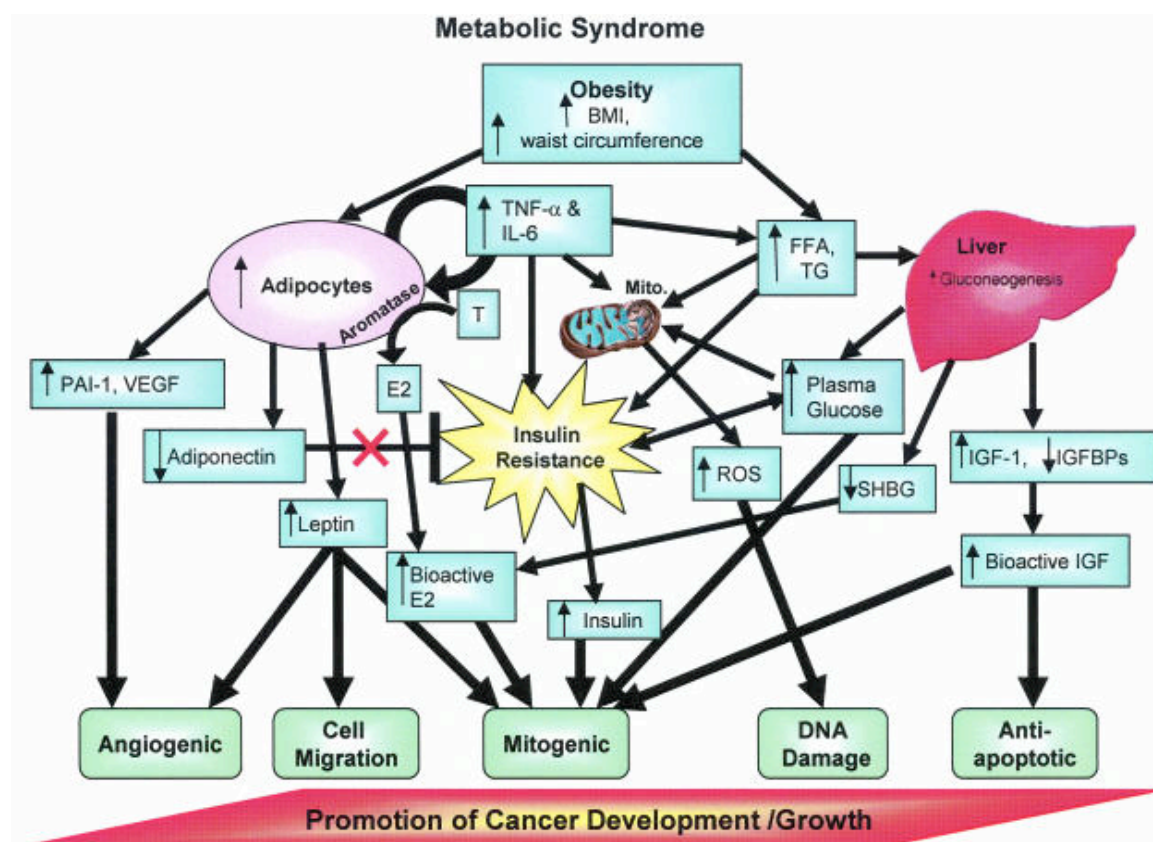 Metabolic Syndrome
Obesity
↑ BMI,
↑ waist circumference
↑ TNF-α &
IL-6
↑ FFA,
TG
Liver
↑ Gluconeogenesis
↑ Adipocytes
Aromatase
T
Mito.
↑ PAI-1, VEGF
E2
↑ Plasma
Glucose
↓ Adiponectin
Insulin
Resistance
↑ ROS
↓ SHBG
↑ IGF-1, ↓ IGFBPs
↑ Leptin
↑ Bioactive
E2
↑ Insulin
↑ Bioactive IGF
Angiogenic
Cell
Migration
Mitogenic
DNA
Damage
Anti-
apoptotic
Promotion of Cancer Development /Growth